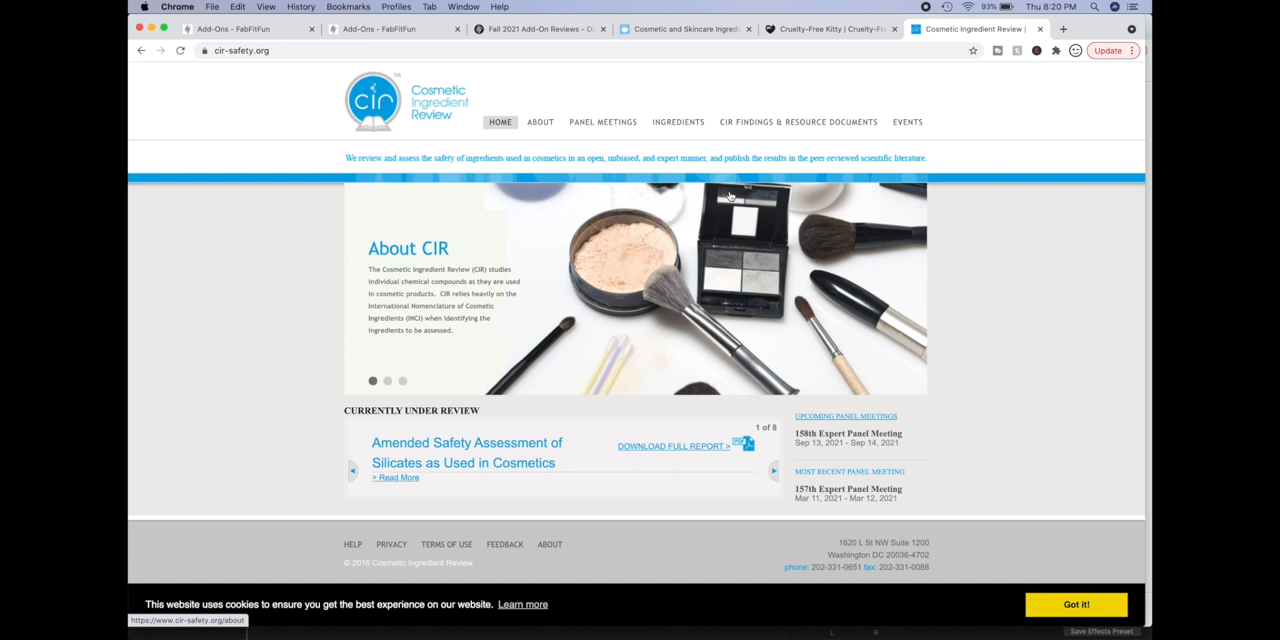 Chrome File Edit View History Bookmarks Profiles Tab Window Help 93% Thu 8:20 PM
Add-Ons - FabFitFun Add-Ons - FabFitFun Fall 2021 Add-On Reviews - O Cosmetic and Skincare Ingredi Cruelty-Free Kitty | Cruelty-Fr Cosmetic Ingredient Review |
cir-safety.org Update
cir TM
Cosmetic
Ingredient
Review
HOME ABOUT PANEL MEETINGS INGREDIENTS CIR FINDINGS & RESOURCE DOCUMENTS EVENTS
We review and assess the safety of ingredients used in cosmetics in an open, unbiased, and expert manner, and publish the results in the peer-reviewed scientific literature.
About CIR
The Cosmetic Ingredient Review (CIR) studies
individual chemical compounds as they are used
in cosmetic products. CIR relies heavily on the
International Nomenclature of Cosmetic
Ingredients (INCI) when identifying the
ingredients to be assessed.
CURRENTLY UNDER REVIEW
1 of 8
Amended Safety Assessment of
Silicates as Used in Cosmetics
> Read More
DOWNLOAD FULL REPORT >
UPCOMING PANEL MEETINGS
158th Expert Panel Meeting
Sep 13, 2021 - Sep 14, 2021
MOST RECENT PANEL MEETING
157th Expert Panel Meeting
Mar 11, 2021 - Mar 12, 2021
HELP PRIVACY TERMS OF USE FEEDBACK ABOUT
© 2016 Cosmetic Ingredient Review
1620 L St NW Suite 1200
Washington DC 20036-4702
phone: 202-331-0651 fax: 202-331-0088
This website uses cookies to ensure you get the best experience on our website. Learn more
Got it!
https://www.cir-safety.org/about
L R Save Effects Preset